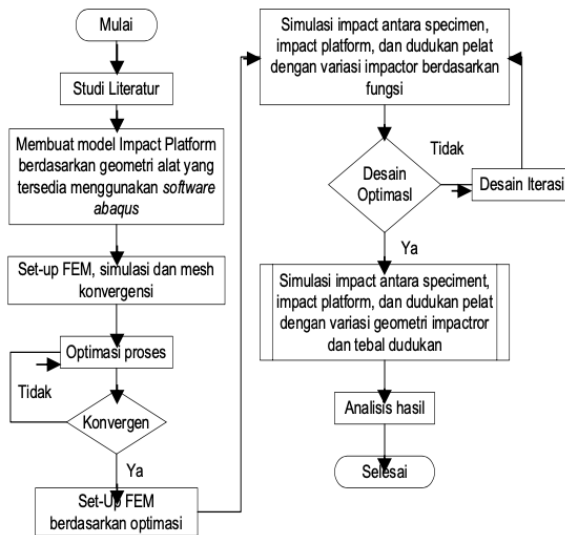 Mulai
Studi Literatur
Membuat model Impact Platform
berdasarkan geometri alat yang
tersedia menggunakan software
abaqus
Set-up FEM, simulasi dan mesh
konvergensi
Optimasi proses
Tidak
Konvergen
Ya
Set-Up FEM
berdasarkan optimasi
Simulasi impact antara specimen,
impact platform, dan dudukan pelat
dengan variasi impactor berdasarkan
fungsi
Tidak
Desain
Optimasl
Desain Iterasi
Ya
Simulasi impact antara speciment,
impact platform, dan dudukan pelat
dengan variasi geometri impactror
dan tebal dudukan
Analisis hasil
Selesai